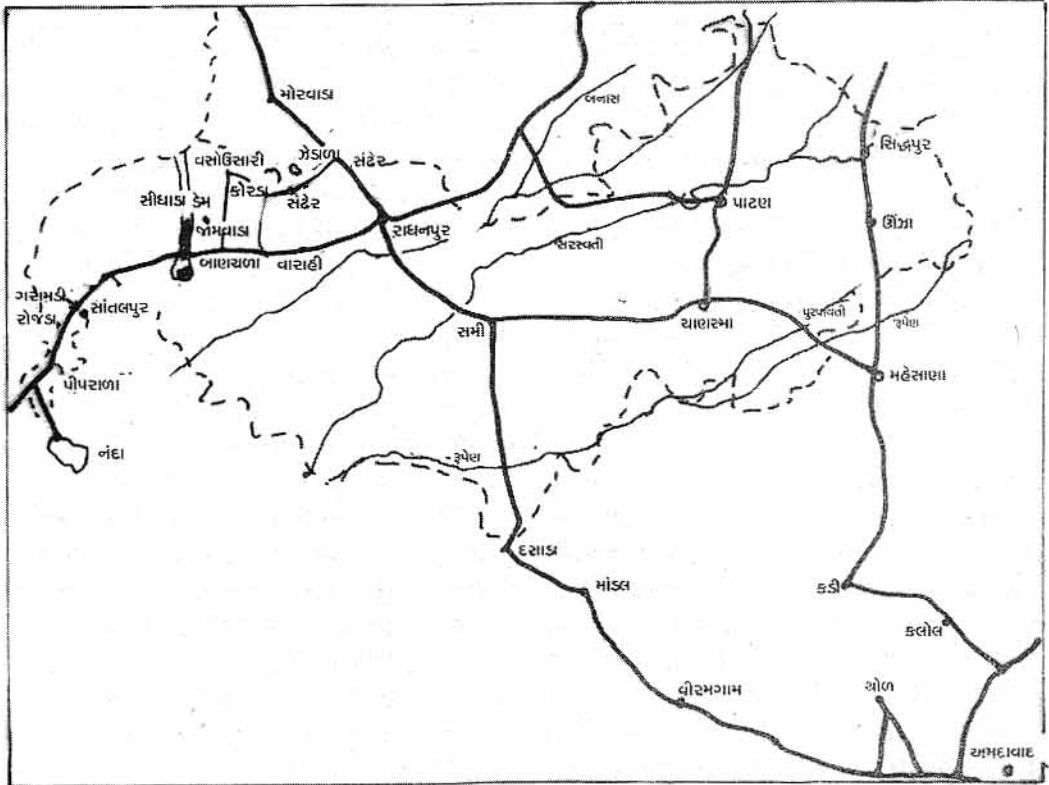 મોરવાડા
બનાસ
વસોઉસારી
ઝેડાળા
સંઢેર
સિદ્ધપુર
કોરડા
સંઢેર
સીધાડા ડેમ
પાટણ
જામવાડા
રાધનપુર
ઊંઝા
સરસ્વતી
બાણચળા
વારાહી
ગરામડી
સાંતલપુર
રોજડા
સમી
ચાણસ્મા
પુરપાવતી
રૂપેણ
મહેસાણા
પીપરાળા
નંદા
રૂપેણ
દસાડા
માંડલ
કડી
કલોલ
વીરમગામ
થોળ
અમદાવાદ